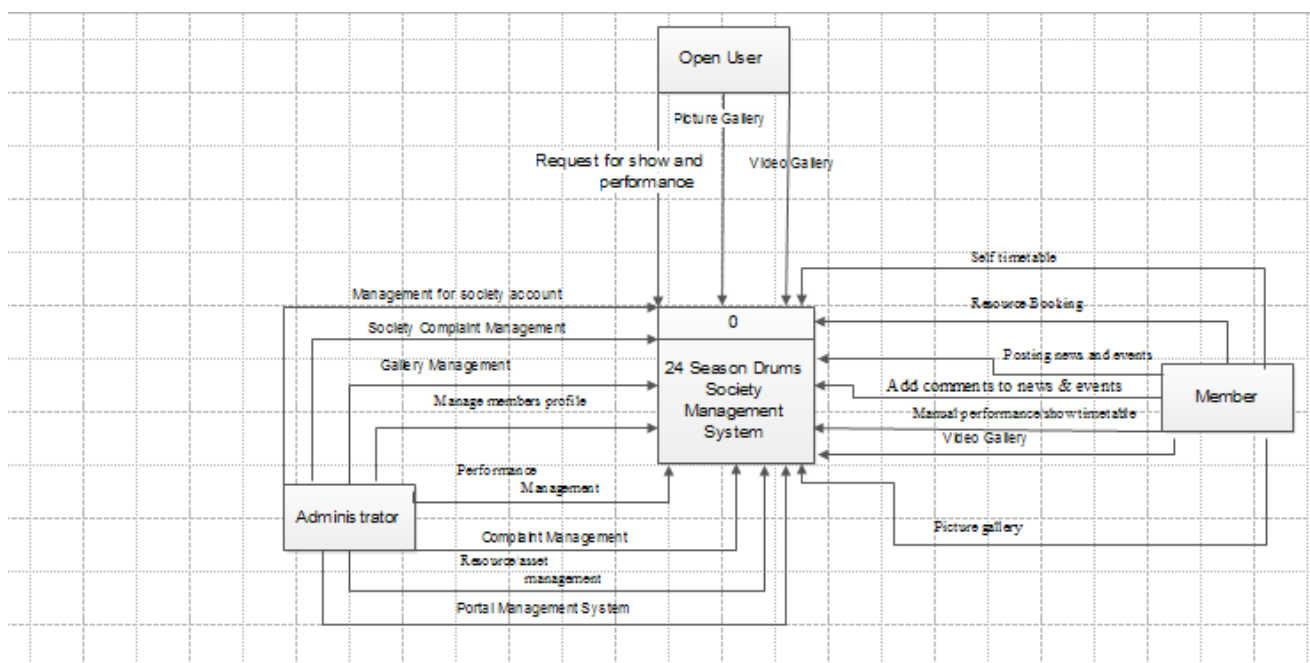 Open User
Picture Gallery
Request for show and
performance
Video Gallery
Self timetable
Management for society account
Resource Booking
0
Society Complaint Management
Posting news and events
Gallery Management
24 Season Drums
Society
Management
System
Add comments to news & events
Member
Manage members profile
Manual performance/show timetable
Video Gallery
Performance
Management
Administrator
Picture gallery
Complaint Management
Resource/asset
management
Portal Management System